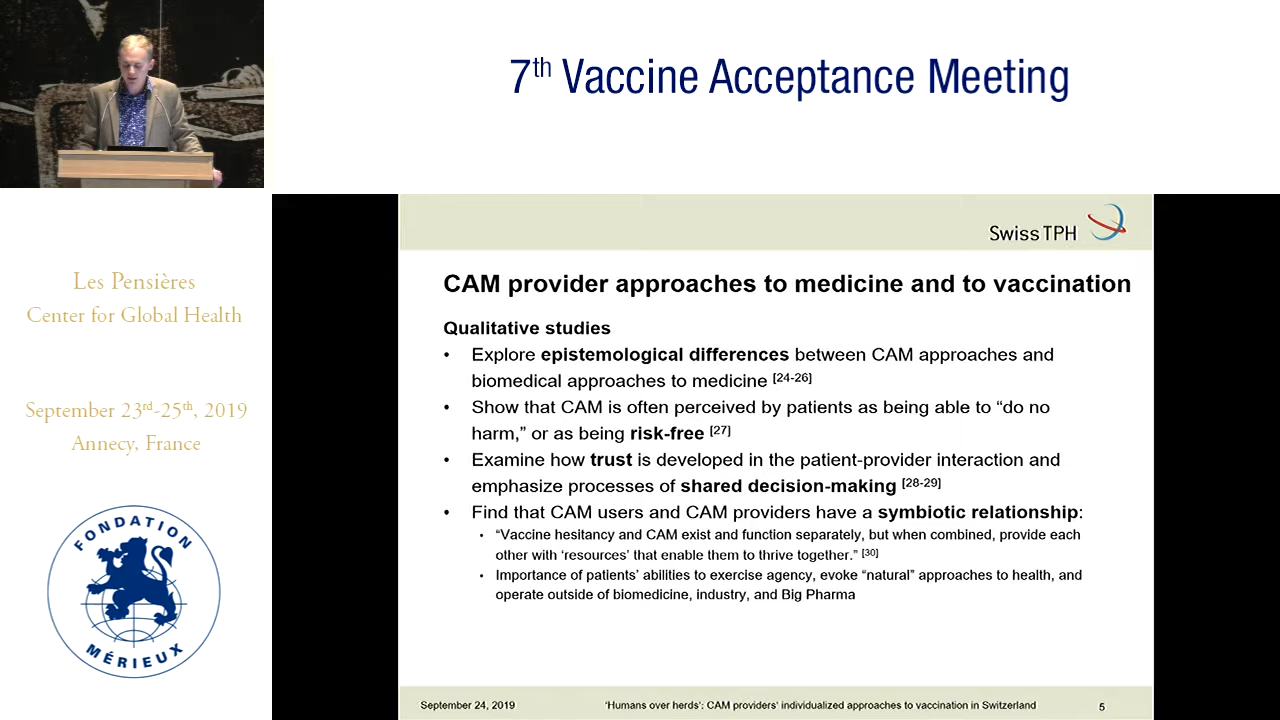 7th Vaccine Acceptance Meeting
Les Pensières
Center for Global Health
September 23rd-25th, 2019
Annecy, France
FONDATION
MÉRIEUX
Swiss TPH
CAM provider approaches to medicine and to vaccination
Qualitative studies
• Explore epistemological differences between CAM approaches and
biomedical approaches to medicine [24-26]
• Show that CAM is often perceived by patients as being able to “do no
harm,” or as being risk-free [27]
• Examine how trust is developed in the patient-provider interaction and
emphasize processes of shared decision-making [28-29]
• Find that CAM users and CAM providers have a symbiotic relationship:
• “Vaccine hesitancy and CAM exist and function separately, but when combined, provide each
other with ‘resources’ that enable them to thrive together.” [30]
• Importance of patients’ abilities to exercise agency, evoke “natural” approaches to health, and
operate outside of biomedicine, industry, and Big Pharma
September 24, 2019
‘Humans over herds’: CAM providers’ individualized approaches to vaccination in Switzerland
5